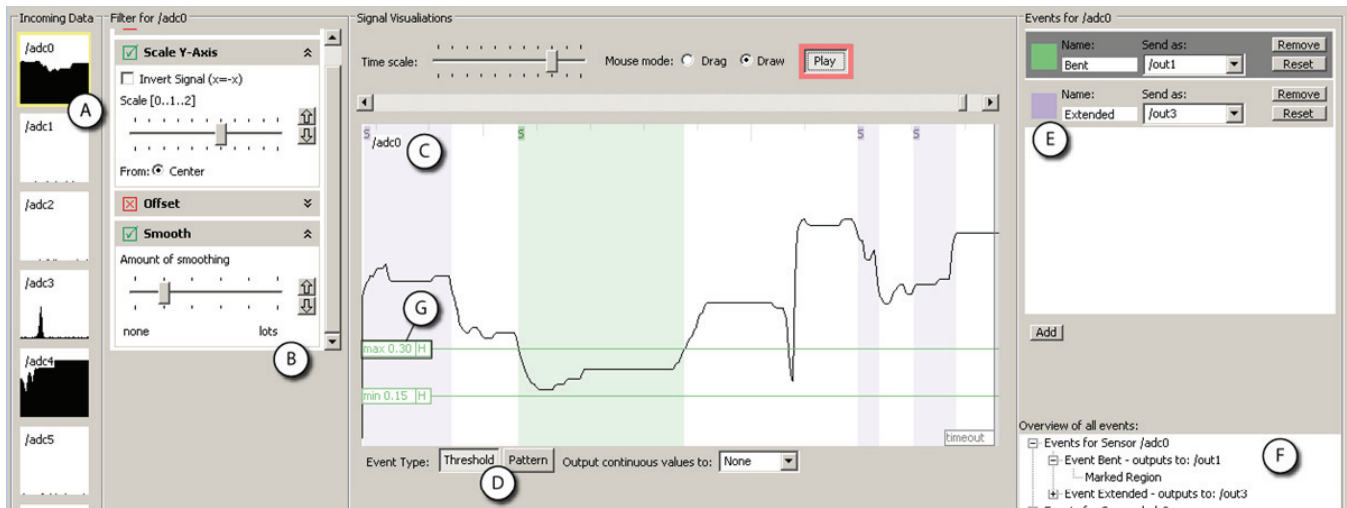 Incoming Data
/adc0
A
/adc1
/adc2
/adc3
/adc4
/adc5
Filter for /adc0
Scale Y-Axis
Invert Signal (x=-x)
Scale [0..1..2]
From: Center
Offset
Smooth
Amount of smoothing
none lots
B
Signal Visualiations
Time scale:
Mouse mode: Drag Draw Play
S S S S
/adc0
C
G
max 0.30 H
min 0.15 H
timeout
Event Type: Threshold Pattern Output continuous values to: None
D
Events for /adc0
Name: Send as: Remove
Bent /out1 Reset
Name: Send as: Remove
Extended /out3 Reset
E
Add
Overview of all events:
Events for Sensor /adc0
Event Bent - outputs to: /out1
Marked Region
Event Extended - outputs to: /out3
F